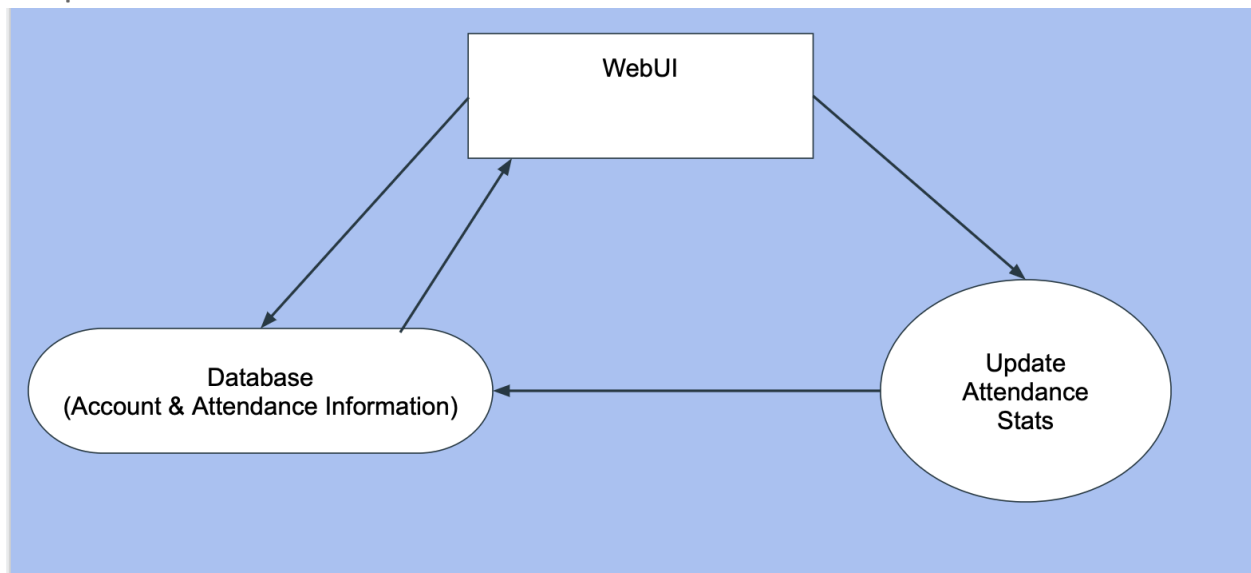 WebUI
Database
(Account & Attendance Information)
Update
Attendance
Stats